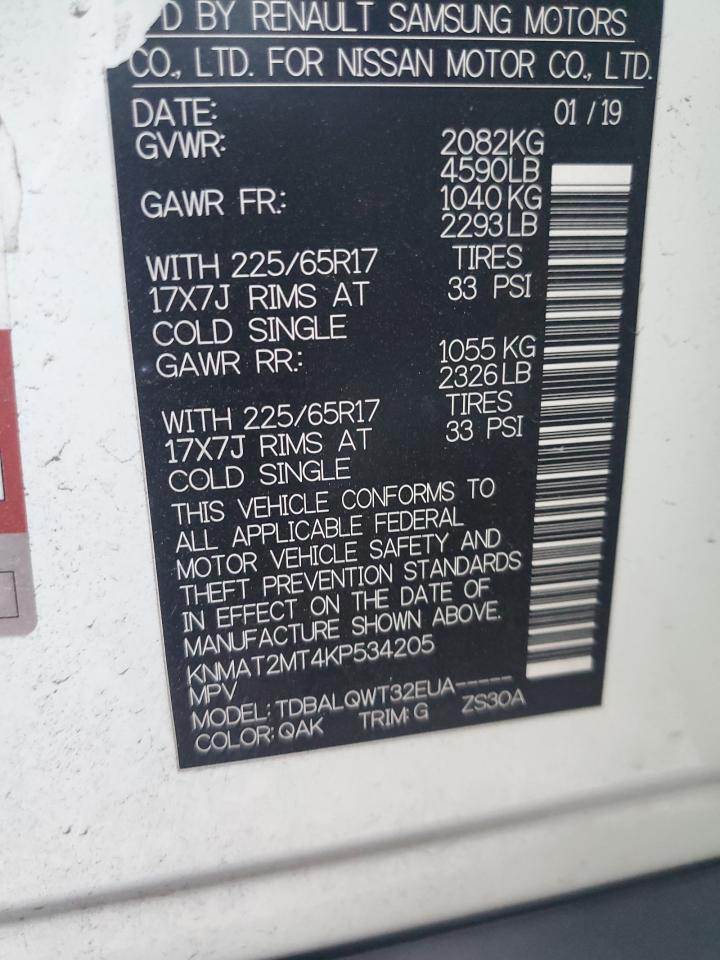 D BY RENAULT SAMSUNG MOTORS
CO., LTD. FOR NISSAN MOTOR CO., LTD.
DATE: 01 / 19
GVWR: 2082KG
4590LB
GAWR FR.: 1040 KG
2293 LB
WITH 225/65R17 TIRES
17X7J RIMS AT 33 PSI
COLD SINGLE
GAWR RR.: 1055 KG
2326 LB
WITH 225/65R17 TIRES
17X7J RIMS AT 33 PSI
COLD SINGLE
THIS VEHICLE CONFORMS TO
ALL APPLICABLE FEDERAL
MOTOR VEHICLE SAFETY AND
THEFT PREVENTION STANDARDS
IN EFFECT ON THE DATE OF
MANUFACTURE SHOWN ABOVE.
KNMAT2MT4KP534205
MPV
MODEL: TDBALQWT32EUA-----
COLOR: QAK TRIM: G ZS30A